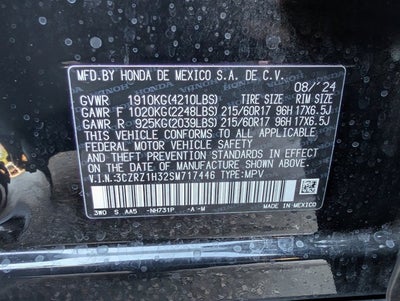 MFD.BY HONDA DE MEXICO S.A. DE C.V.
08/'24
GVWR 1910KG(4210LBS) TIRE SIZE RIM SIZE
GAWR F 1020KG(2248LBS) 215/60R17 96H 17X6.5J
GAWR R 925KG(2039LBS) 215/60R17 96H 17X6.5J
THIS VEHICLE CONFORMS TO ALL APPLICABLE
FEDERAL MOTOR VEHICLE SAFETY AND
THEFT PREVENTION STANDARDS IN EFFECT ON
THE DATE OF MANUFACTURE SHOWN ABOVE.
V.I.N.:3CZRZ1H32SM717446 TYPE:MPV
3W0 S AA5 -NH731P -A -M
MADE IN MEXICO